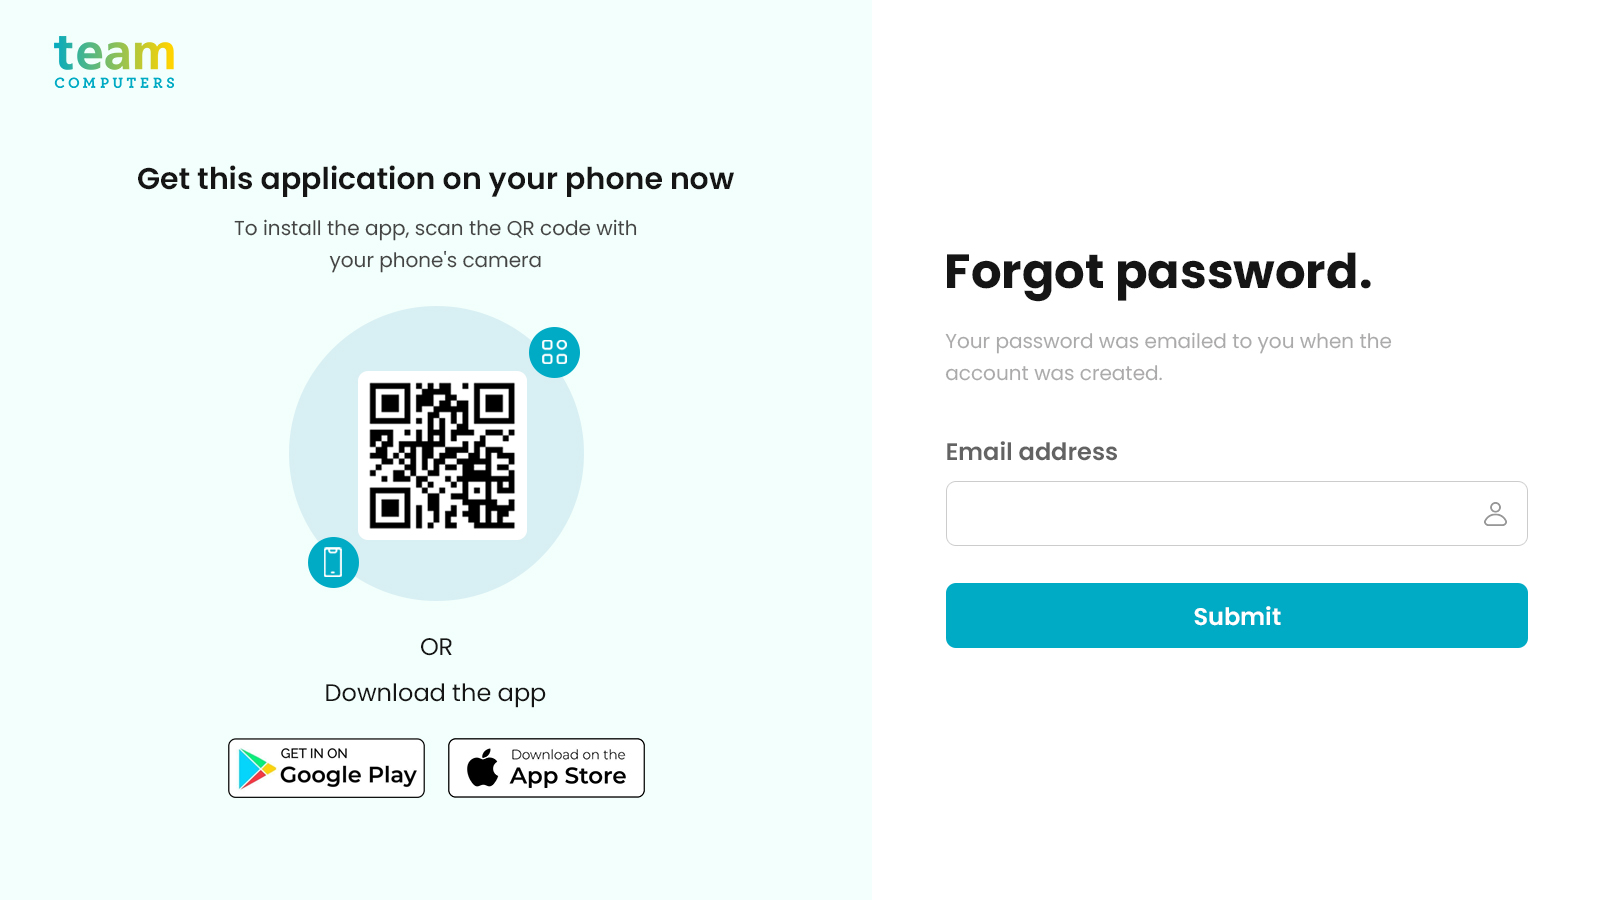 team
COMPUTERS
Get this application on your phone now
To install the app, scan the QR code with
your phone's camera
OR
Download the app
GET IN ON
Google Play
Download on the
App Store
Forgot password.
Your password was emailed to you when the
account was created.
Email address
Submit